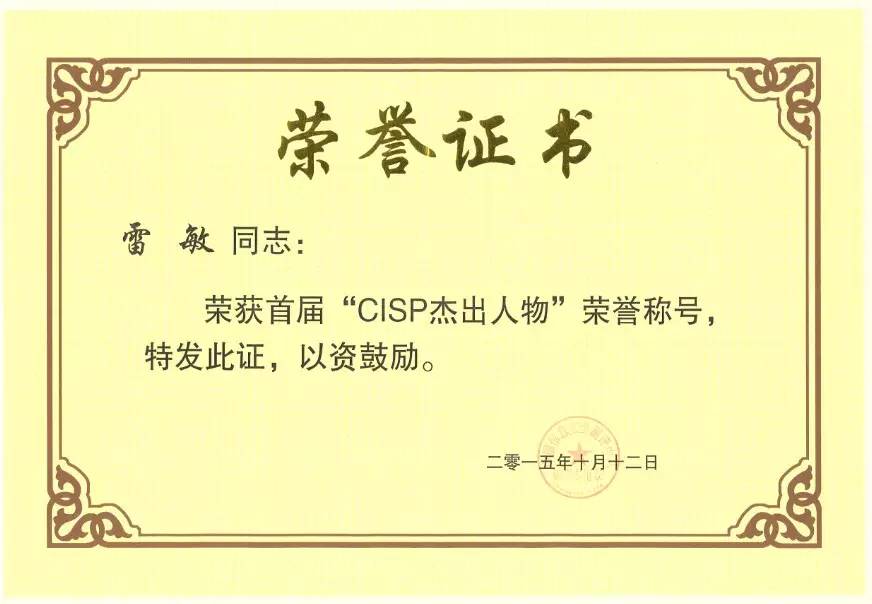 荣誉证书
雷 敏 同志：
荣获首届“CISP杰出人物”荣誉称号，
特发此证，以资鼓励。
二零一五年十月十二日